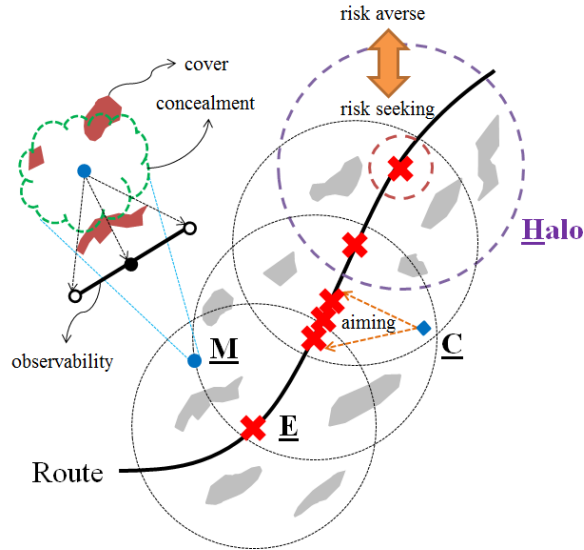 risk averse
cover
concealment
risk seeking
Halo
aiming
C
observability
M
E
Route